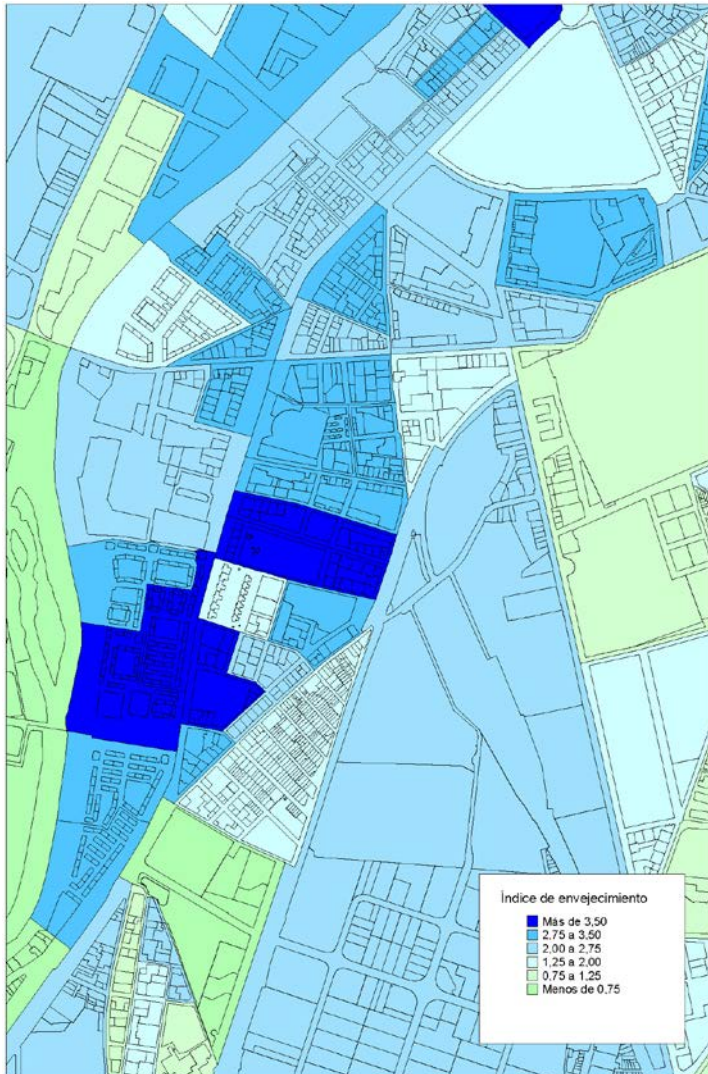 Índice de envejecimiento
Más de 3,50
2,75 a 3,50
2,00 a 2,75
1,25 a 2,00
0,75 a 1,25
Menos de 0,75